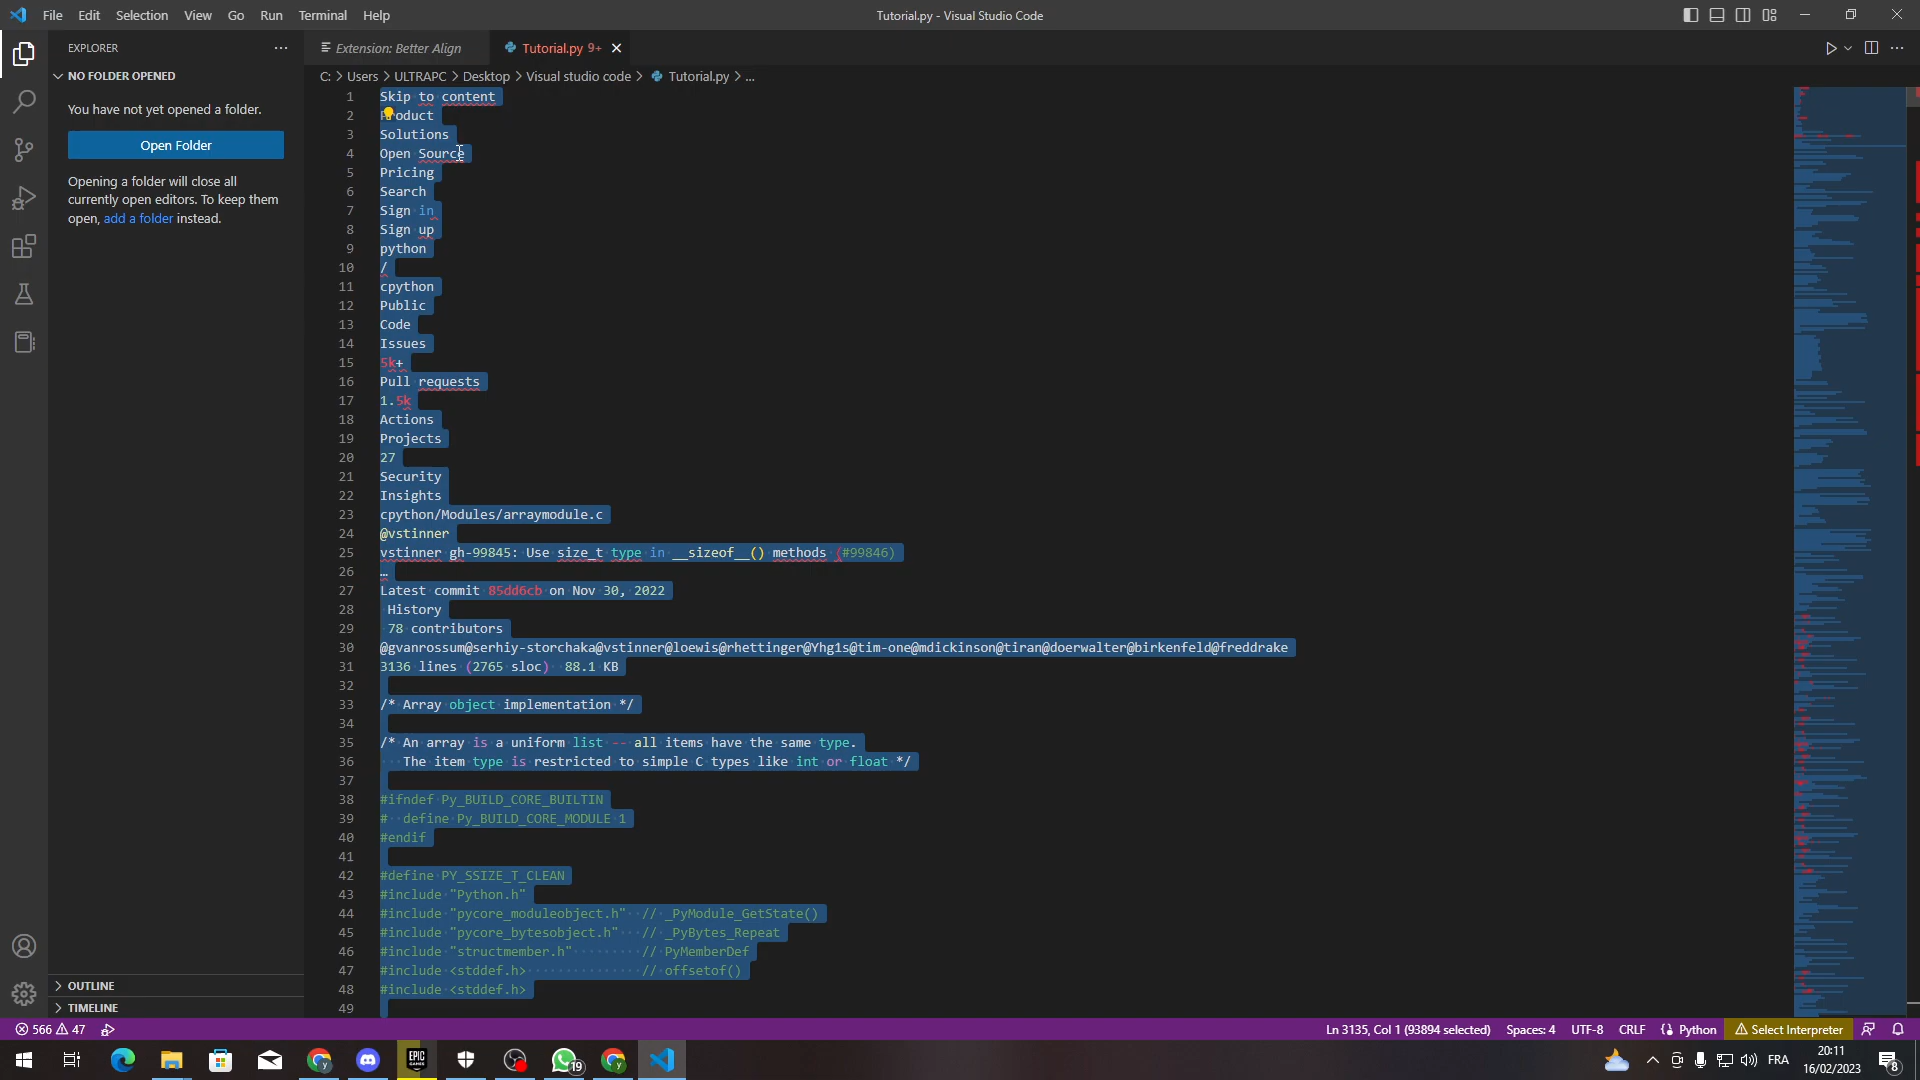 File Edit Selection View Go Run Terminal Help
Tutorial.py - Visual Studio Code
EXPLORER
Extension: Better Align
Tutorial.py 9+
NO FOLDER OPENED
C: > Users > ULTRAPC > Desktop > Visual studio code > Tutorial.py > ...
You have not yet opened a folder.
Open Folder
Opening a folder will close all
currently open editors. To keep them
open, add a folder instead.
1 Skip to content
2 Product
3 Solutions
4 Open Source
5 Pricing
6 Search
7 Sign in
8 Sign up
9 python
10 /
11 cpython
12 Public
13 Code
14 Issues
15 5k+
16 Pull requests
17 1.5k
18 Actions
19 Projects
20 27
21 Security
22 Insights
23 cpython/Modules/arraymodule.c
24 @vstinner
25 vstinner gh-99845: Use size_t type in __sizeof__() methods (#99846)
26 …
27 Latest commit 85dd6cb on Nov 30, 2022
28  History
29  78 contributors
30 @gvanrossum@serhiy-storchaka@vstinner@loewis@rhettinger@Yhg1s@tim-one@mdickinson@tiran@doerwalter@birkenfeld@freddrake
31 3136 lines (2765 sloc)  88.1 KB
32
33 /* Array object implementation */
34
35 /* An array is a uniform list -- all items have the same type.
36    The item type is restricted to simple C types like int or float */
37
38 #ifndef Py_BUILD_CORE_BUILTIN
39 #  define Py_BUILD_CORE_MODULE 1
40 #endif
41
42 #define PY_SSIZE_T_CLEAN
43 #include "Python.h"
44 #include "pycore_moduleobject.h"  // _PyModule_GetState()
45 #include "pycore_bytesobject.h"   // _PyBytes_Repeat
46 #include "structmember.h"         // PyMemberDef
47 #include <stddef.h>               // offsetof()
48 #include <stddef.h>
49
OUTLINE
TIMELINE
566 47
Ln 3135, Col 1 (93894 selected) Spaces: 4 UTF-8 CRLF Python Select Interpreter
EPIC GAMES
19
FRA
20:11
16/02/2023
8